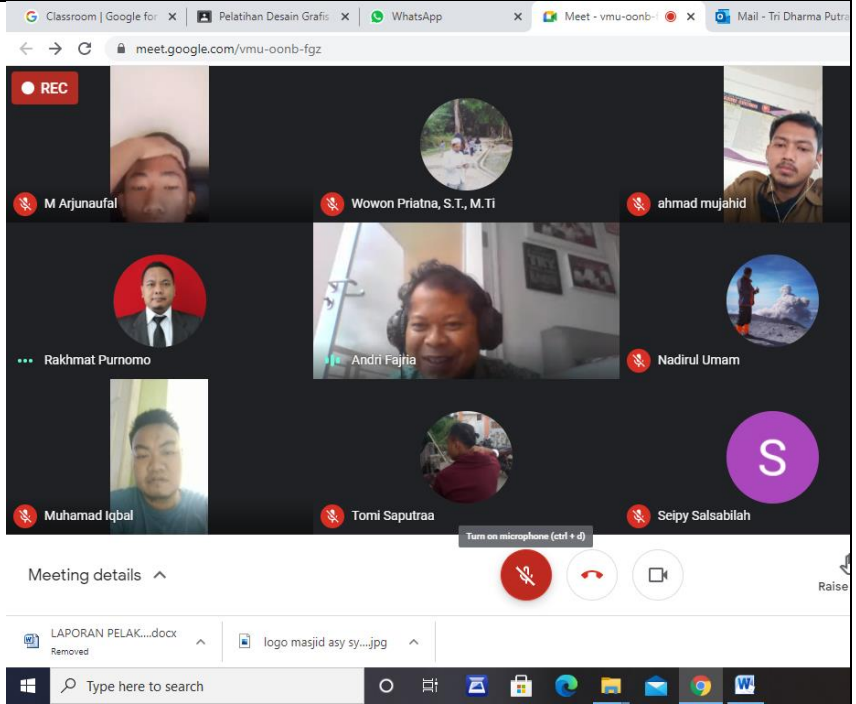 Classroom | Google for
Pelatihan Desain Grafis
WhatsApp
Meet - vmu-oonb-
Mail - Tri Dharma Putra
meet.google.com/vmu-oonb-fgz
REC
M Arjunaufal
Wowon Priatna, S.T., M.Ti
ahmad mujahid
Rakhmat Purnomo
Andri Fajria
Nadirul Umam
Muhamad Iqbal
Tomi Saputraa
S
Seipy Salsabilah
Turn on microphone (ctrl + d)
Meeting details
Raise
LAPORAN PELAK....docx
Removed
logo masjid asy sy....jpg
Type here to search